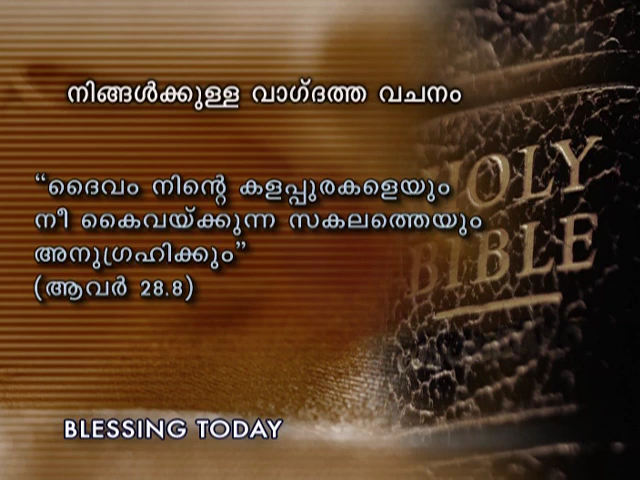 നിങ്ങൾക്കുള്ള വാഗ്ദത്ത വചനം
“ദൈവം നിന്റെ കളപ്പുരകളെയും
നീ കൈവയ്ക്കുന്ന സകലത്തെയും
അനുഗ്രഹിക്കും”
(ആവർ 28.8)
HOLY
BIBLE
BLESSING TODAY